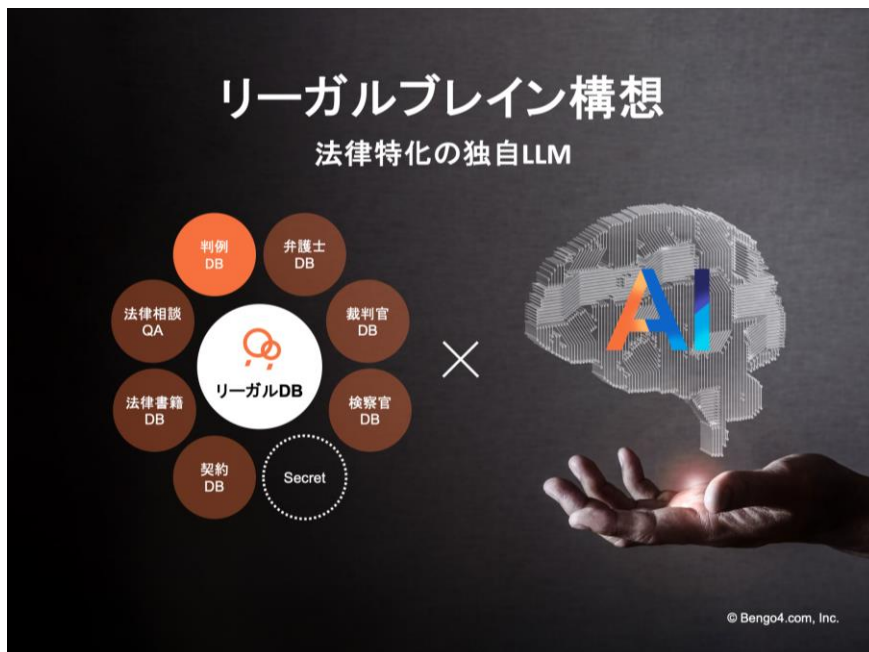 リーガルブレイン構想
法律特化の独自LLM
判例
DB
弁護士
DB
法律相談
QA
裁判官
DB
リーガルDB
法律書籍
DB
検察官
DB
契約
DB
Secret
×
AI
© Bengo4.com, Inc.